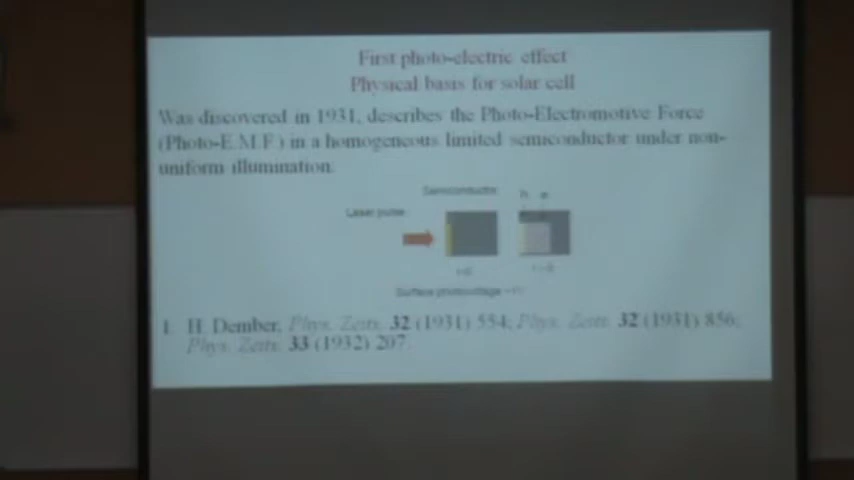 First photo-electric effect
Physical basis for solar cell
Was discovered in 1931, describes the Photo-Electromotive Force
(Photo-E.M.F.) in a homogeneous limited semiconductor under non-
uniform illumination.
Semiconductor
h e
Laser pulse
Surface photovoltage
1. H. Dember, Phys. Zeits. 32 (1931) 554; Phys. Zeits. 32 (1931) 856;
Phys. Zeits. 33 (1932) 207.